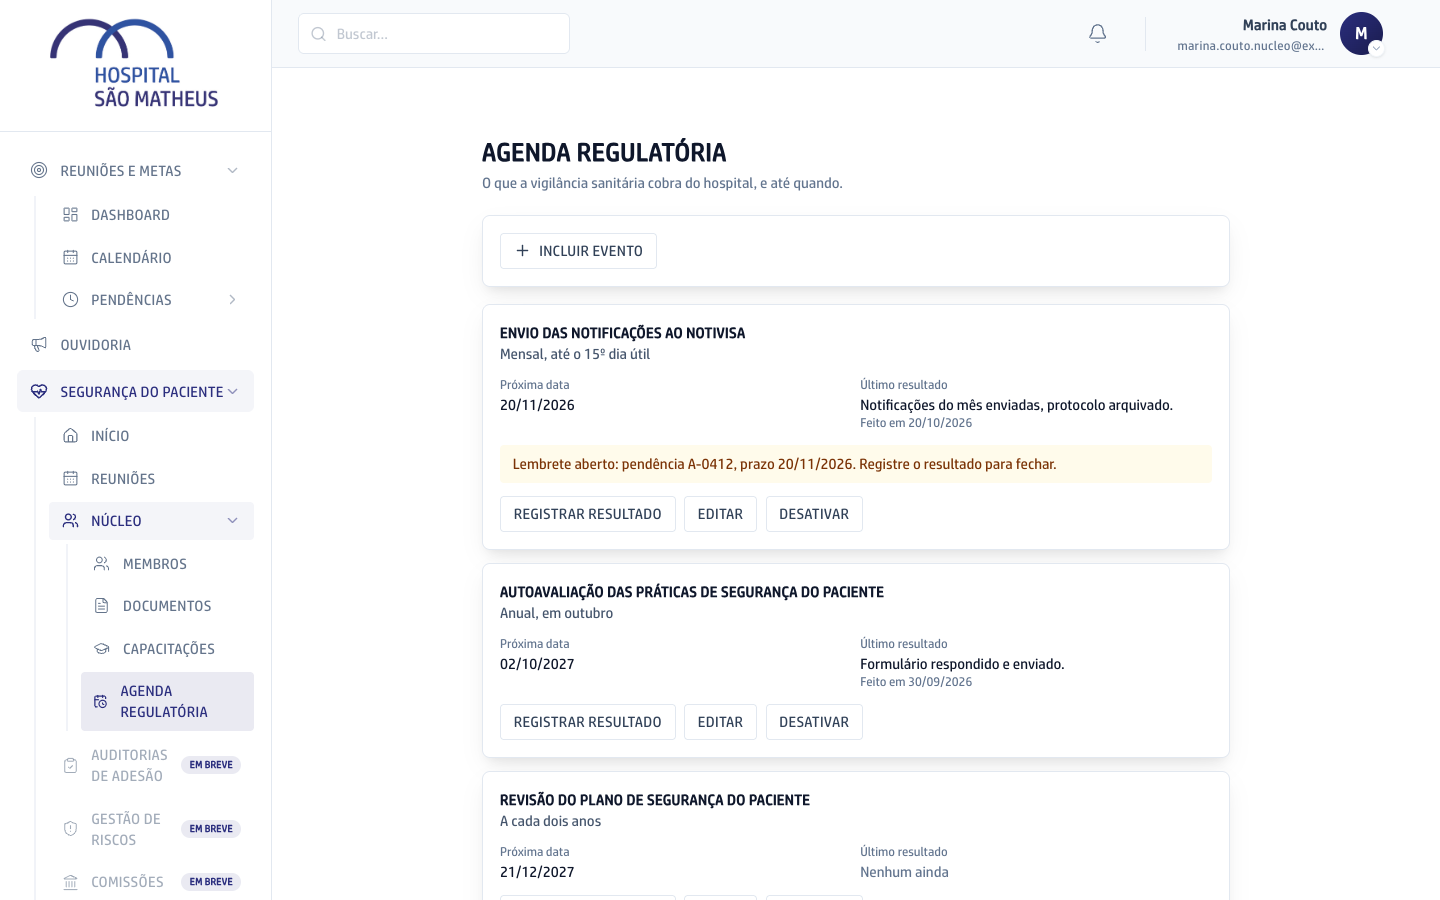 HOSPITAL
SÃO MATHEUS
Buscar...
Marina Couto
marina.couto.nucleo@ex...
M
REUNIÕES E METAS
DASHBOARD
CALENDÁRIO
PENDÊNCIAS
OUVIDORIA
SEGURANÇA DO PACIENTE
INÍCIO
REUNIÕES
NÚCLEO
MEMBROS
DOCUMENTOS
CAPACITAÇÕES
AGENDA
REGULATÓRIA
AUDITORIAS
DE ADESÃO
EM BREVE
GESTÃO DE
RISCOS
EM BREVE
COMISSÕES
EM BREVE
AGENDA REGULATÓRIA
O que a vigilância sanitária cobra do hospital, e até quando.
INCLUIR EVENTO
ENVIO DAS NOTIFICAÇÕES AO NOTIVISA
Mensal, até o 15º dia útil
Próxima data
20/11/2026
Último resultado
Notificações do mês enviadas, protocolo arquivado.
Feito em 20/10/2026
Lembrete aberto: pendência A-0412, prazo 20/11/2026. Registre o resultado para fechar.
REGISTRAR RESULTADO
EDITAR
DESATIVAR
AUTOAVALIAÇÃO DAS PRÁTICAS DE SEGURANÇA DO PACIENTE
Anual, em outubro
Próxima data
02/10/2027
Último resultado
Formulário respondido e enviado.
Feito em 30/09/2026
REGISTRAR RESULTADO
EDITAR
DESATIVAR
REVISÃO DO PLANO DE SEGURANÇA DO PACIENTE
A cada dois anos
Próxima data
21/12/2027
Último resultado
Nenhum ainda